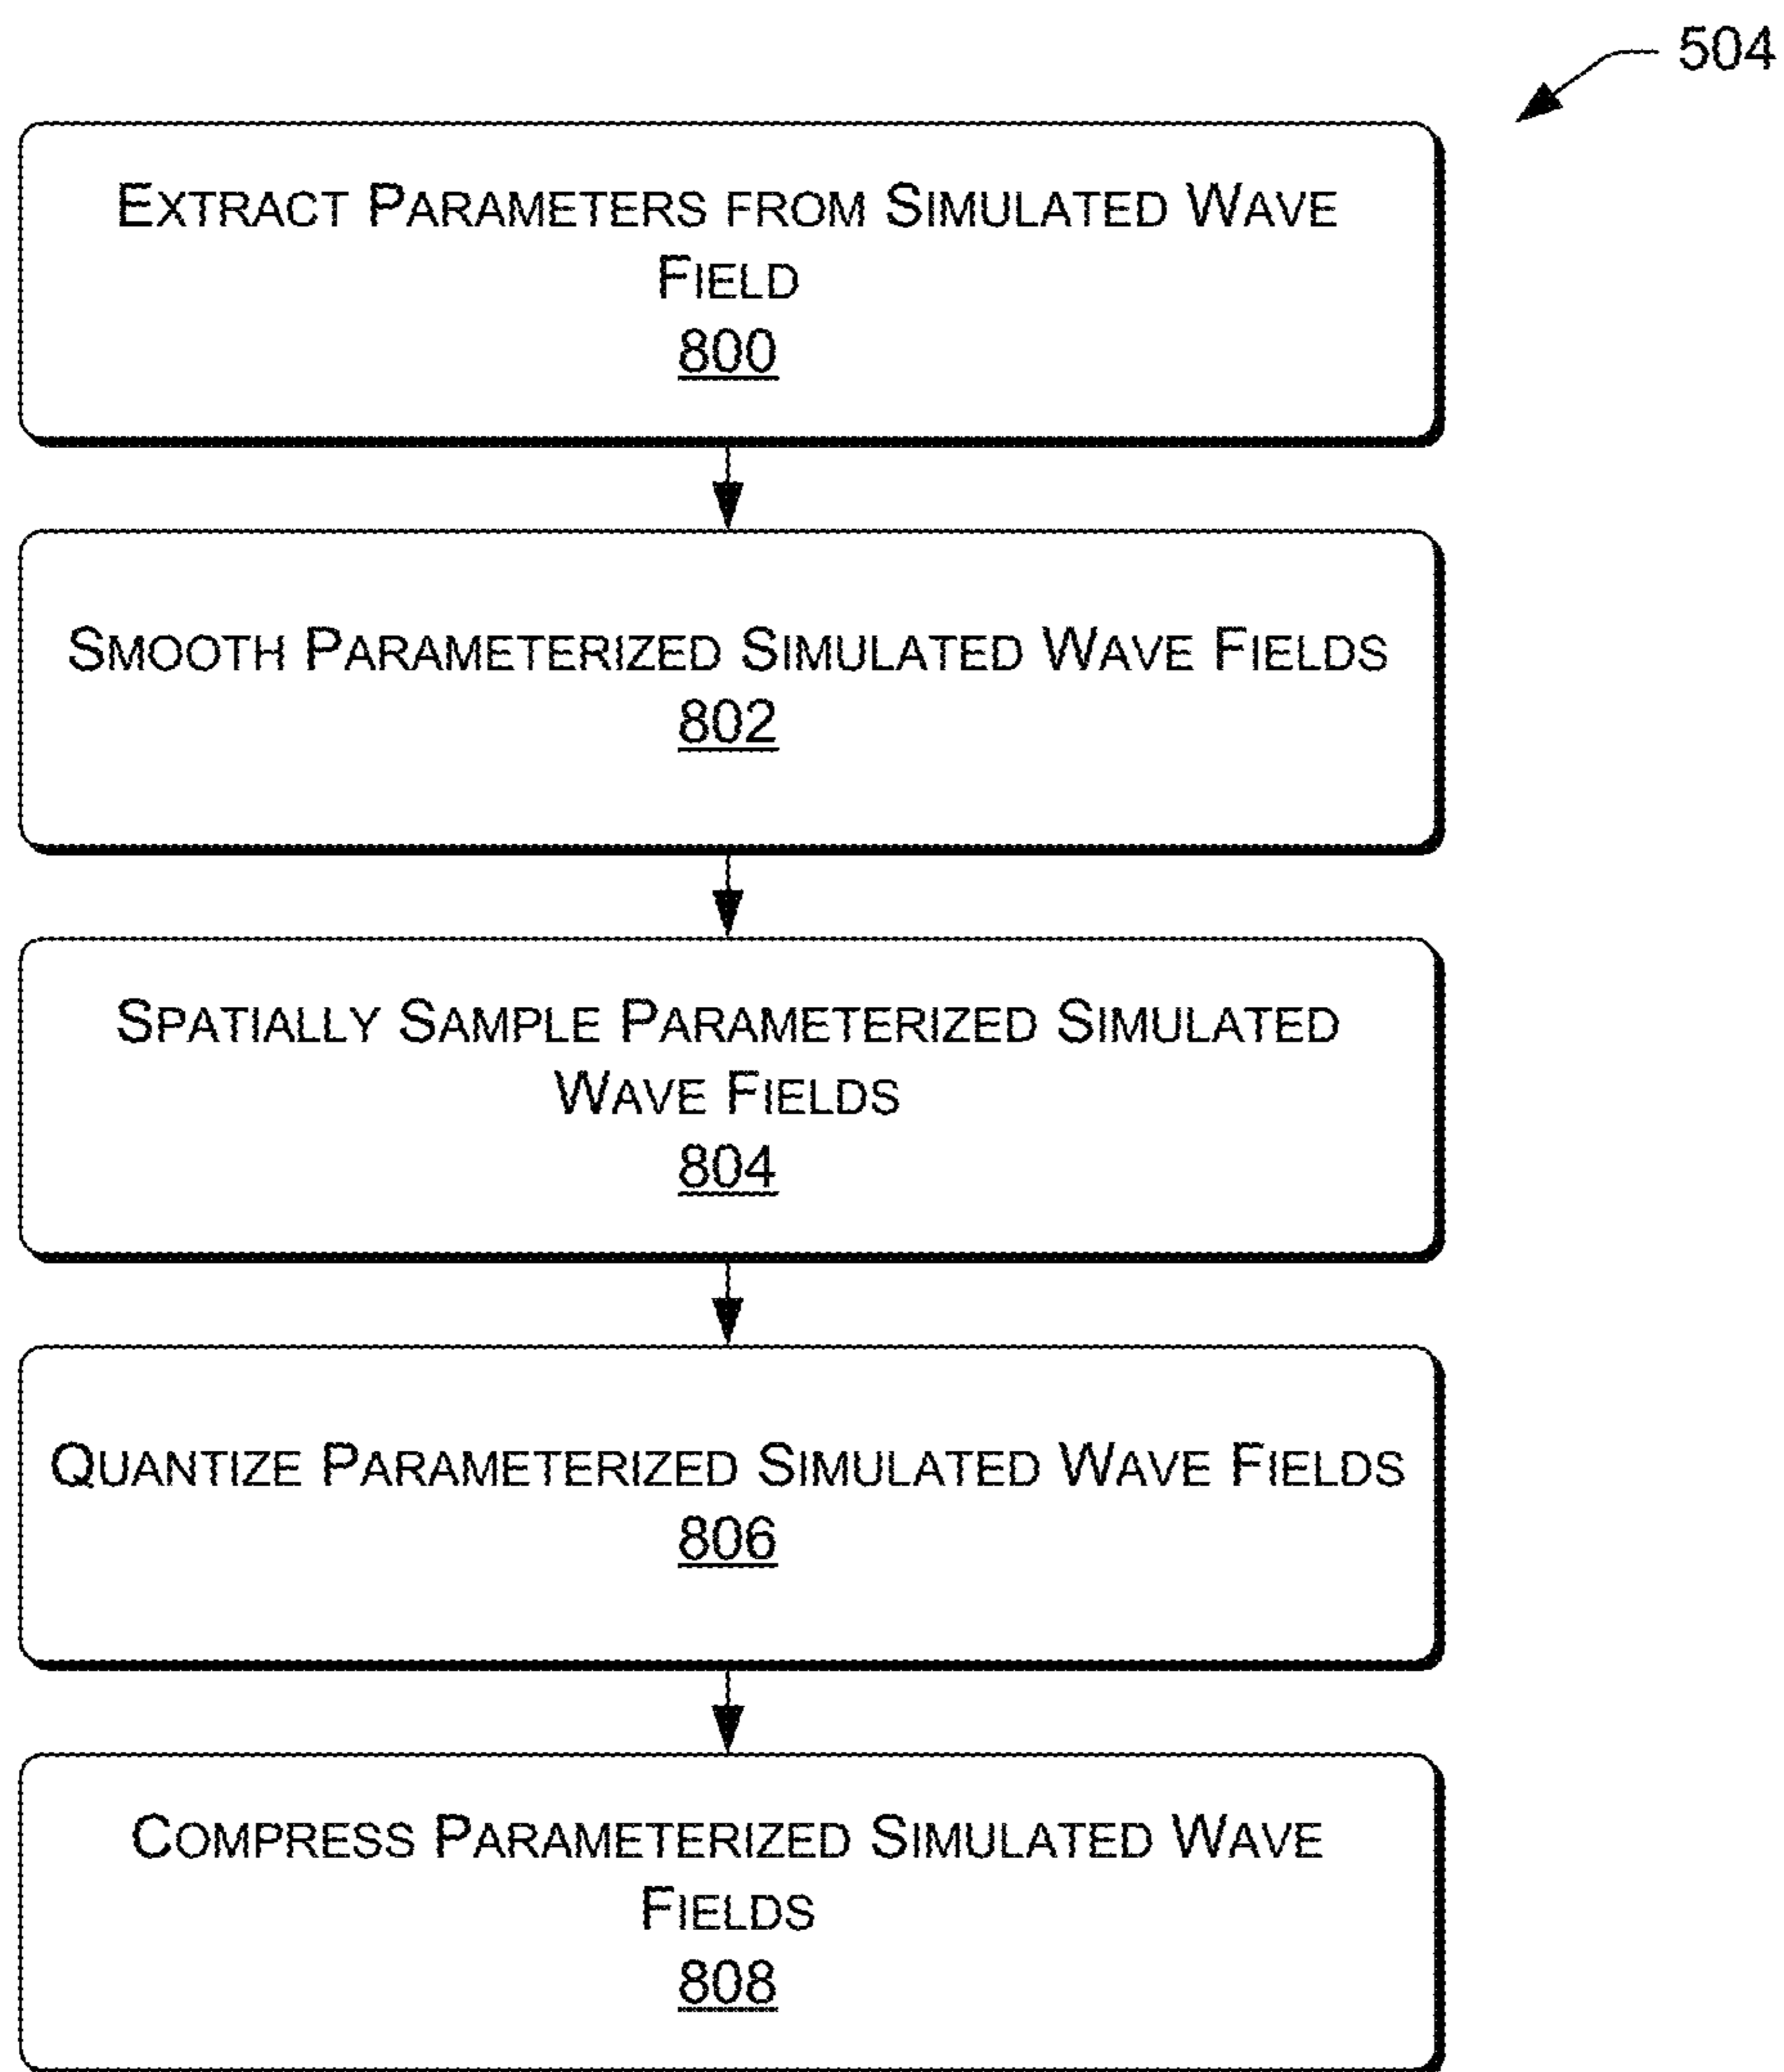 504
EXTRACT PARAMETERS FROM SIMULATED WAVE
FIELD
800
SMOOTH PARAMETERIZED SIMULATED WAVE FIELDS
802
SPATIALLY SAMPLE PARAMETERIZED SIMULATED
WAVE FIELDS
804
QUANTIZE PARAMETERIZED SIMULATED WAVE FIELDS
806
COMPRESS PARAMETERIZED SIMULATED WAVE
FIELDS
808